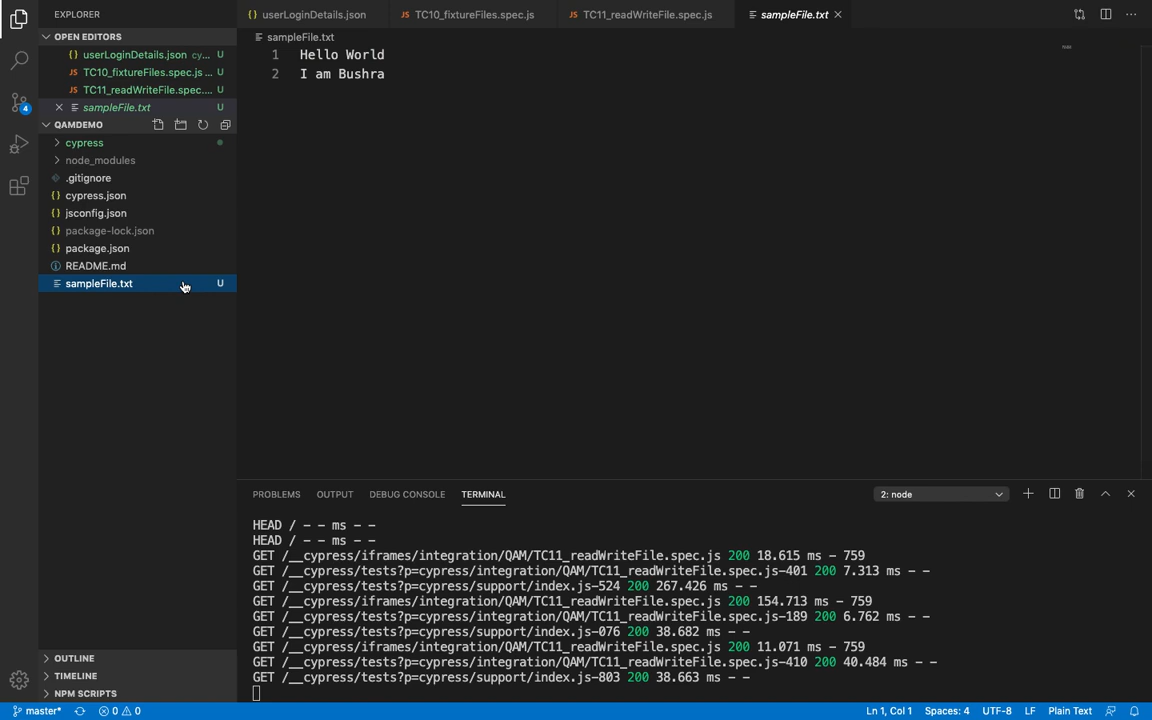 EXPLORER
OPEN EDITORS
userLoginDetails.json cy... U
JS TC10_fixtureFiles.spec.js ... U
JS TC11_readWriteFile.spec.... U
sampleFile.txt U
QAMDEMO
cypress
node_modules
.gitignore
{} cypress.json
{} jsconfig.json
{} package-lock.json
{} package.json
README.md
sampleFile.txt U
4
OUTLINE
TIMELINE
NPM SCRIPTS
{} userLoginDetails.json JS TC10_fixtureFiles.spec.js JS TC11_readWriteFile.spec.js sampleFile.txt
sampleFile.txt
1 Hello World
2 I am Bushra
PROBLEMS OUTPUT DEBUG CONSOLE TERMINAL 2: node
HEAD / - - ms - -
HEAD / - - ms - -
GET /__cypress/iframes/integration/QAM/TC11_readWriteFile.spec.js 200 18.615 ms - 759
GET /__cypress/tests?p=cypress/integration/QAM/TC11_readWriteFile.spec.js-401 200 7.313 ms - -
GET /__cypress/tests?p=cypress/support/index.js-524 200 267.426 ms - -
GET /__cypress/iframes/integration/QAM/TC11_readWriteFile.spec.js 200 154.713 ms - 759
GET /__cypress/tests?p=cypress/integration/QAM/TC11_readWriteFile.spec.js-189 200 6.762 ms - -
GET /__cypress/tests?p=cypress/support/index.js-076 200 38.682 ms - -
GET /__cypress/iframes/integration/QAM/TC11_readWriteFile.spec.js 200 11.071 ms - 759
GET /__cypress/tests?p=cypress/integration/QAM/TC11_readWriteFile.spec.js-410 200 40.484 ms - -
GET /__cypress/tests?p=cypress/support/index.js-803 200 38.663 ms - -
master* 0 0 Ln 1, Col 1 Spaces: 4 UTF-8 LF Plain Text